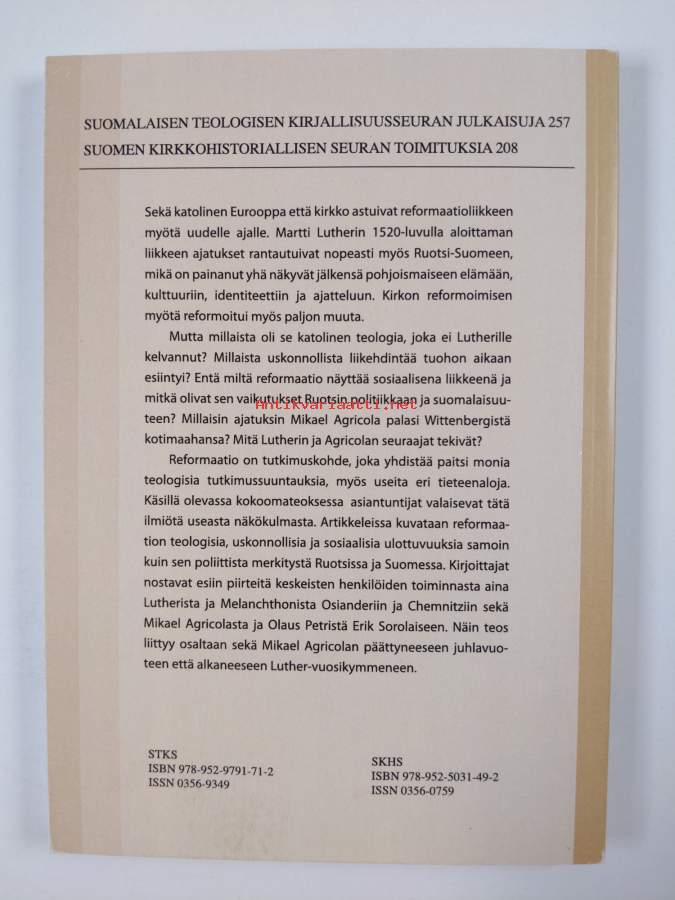 SUOMALAISEN TEOLOGISEN KIRJALLISUUSSEURAN JULKAISUJA 257
SUOMEN KIRKKOHISTORIALLISEN SEURAN TOIMITUKSIA 208
Sekä katolinen Eurooppa että kirkko astuivat reformaatioliikkeen
myötä uudelle ajalle. Martti Lutherin 1520-luvulla aloittaman
liikkeen ajatukset rantautuivat nopeasti myös Ruotsi-Suomeen,
mikä on painanut yhä näkyvät jälkensä pohjoismaiseen elämään,
kulttuuriin, identiteettiin ja ajatteluun. Kirkon reformoimisen
myötä reformoitui myös paljon muuta.
Mutta millaista oli se katolinen teologia, joka ei Lutherille
kelvannut? Millaista uskonnollista liikehdintää tuohon aikaan
esiintyi? Entä miltä reformaatio näyttää sosiaalisena liikkeenä ja
mitkä olivat sen vaikutukset Ruotsin politiikkaan ja suomalaisuu-
Antikvariaatti.net
teen? Millaisin ajatuksin Mikael Agricola palasi Wittenbergistä
kotimaahansa? Mitä Lutherin ja Agricolan seuraajat tekivät?
Reformaatio on tutkimuskohde, joka yhdistää paitsi monia
teologisia tutkimussuuntauksia, myös useita eri tieteenaloja.
Käsillä olevassa kokoomateoksessa asiantuntijat valaisevat tätä
ilmiötä useasta näkökulmasta. Artikkeleissa kuvataan reformaa-
tion teologisia, uskonnollisia ja sosiaalisia ulottuvuuksia samoin
kuin sen poliittista merkitystä Ruotsissa ja Suomessa. Kirjoittajat
nostavat esiin piirteitä keskeisten henkilöiden toiminnasta aina
Lutherista ja Melanchthonista Osianderiin ja Chemnitziin sekä
Mikael Agricolasta ja Olaus Petristä Erik Sorolaiseen. Näin teos
liittyy osaltaan sekä Mikael Agricolan päättyneeseen juhlavuo-
teen että alkaneeseen Luther-vuosikymmeneen.
STKS
ISBN 978-952-9791-71-2
ISSN 0356-9349
SKHS
ISBN 978-952-5031-49-2
ISSN 0356-0759